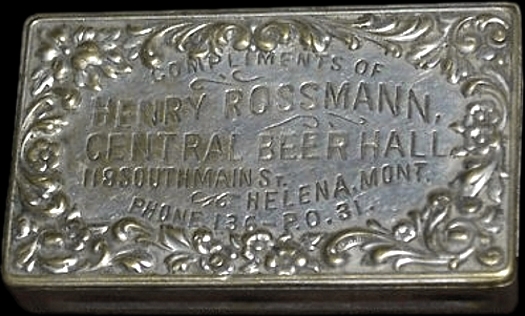 COMPLIMENTS OF
HENRY ROSSMANN,
CENTRAL BEER HALL,
118 SOUTH MAIN ST.
HELENA, MONT.
PHONE 136 P.O. 31.